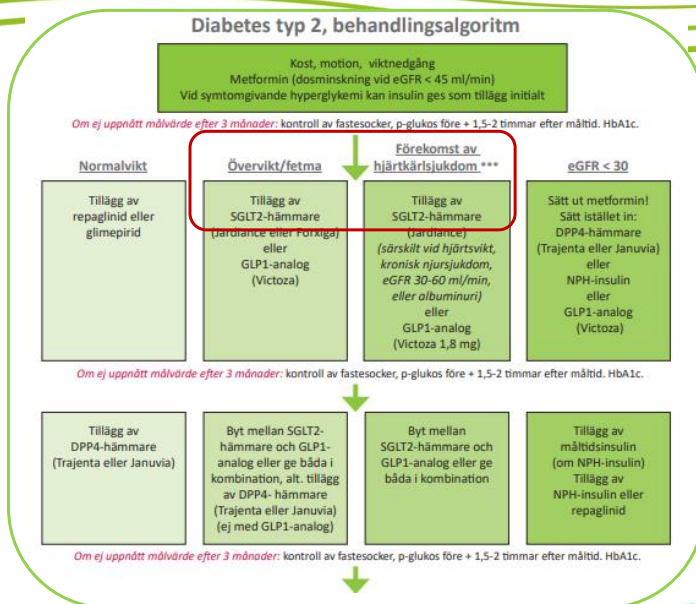 Diabetes typ 2, behandlingsalgoritm
Kost, motion, viktnedgång
Metformin (dosminskning vid eGFR < 45 ml/min)
Vid symtomgivande hyperglykemi kan insulin ges som tillägg initialt
Om ej uppnått målvärde efter 3 månader: kontroll av fastesocker, p-glukos före + 1,5-2 timmar efter måltid. HbA1c.
Normalvikt
Tillägg av
repaglinid eller
glimepirid
Övervikt/fetma
Tillägg av
SGLT2-hämmare
(Jardiance eller Forxiga)
eller
GLP1-analog
(Victoza)
Förekomst av
hjärtkärlsjukdom ***
Tillägg av
SGLT2-hämmare
(Jardiance)
(särskilt vid hjärtsvikt,
kronisk njursjukdom,
eGFR 30-60 ml/min,
eller albuminuri)
eller
GLP1-analog
(Victoza 1,8 mg)
eGFR < 30
Sätt ut metformin!
Sätt istället in:
DPP4-hämmare
(Trajenta eller Januvia)
eller
NPH-insulin
eller
GLP1-analog
(Victoza)
Om ej uppnått målvärde efter 3 månader: kontroll av fastesocker, p-glukos före + 1,5-2 timmar efter måltid. HbA1c.
Tillägg av
DPP4-hämmare
(Trajenta eller Januvia)
Byt mellan SGLT2-
hämmare och GLP1-
analog eller ge båda i
kombination, alt. tillägg
av DPP4- hämmare
(Trajenta eller Januvia)
(ej med GLP1-analog)
Byt mellan
SGLT2-hämmare och
GLP1-analog eller ge
båda i kombination
Tillägg av
måltidsinsulin
(om NPH-insulin)
Tillägg av
NPH-insulin eller
repaglinid
Om ej uppnått målvärde efter 3 månader: kontroll av fastesocker, p-glukos före + 1,5-2 timmar efter måltid. HbA1c.